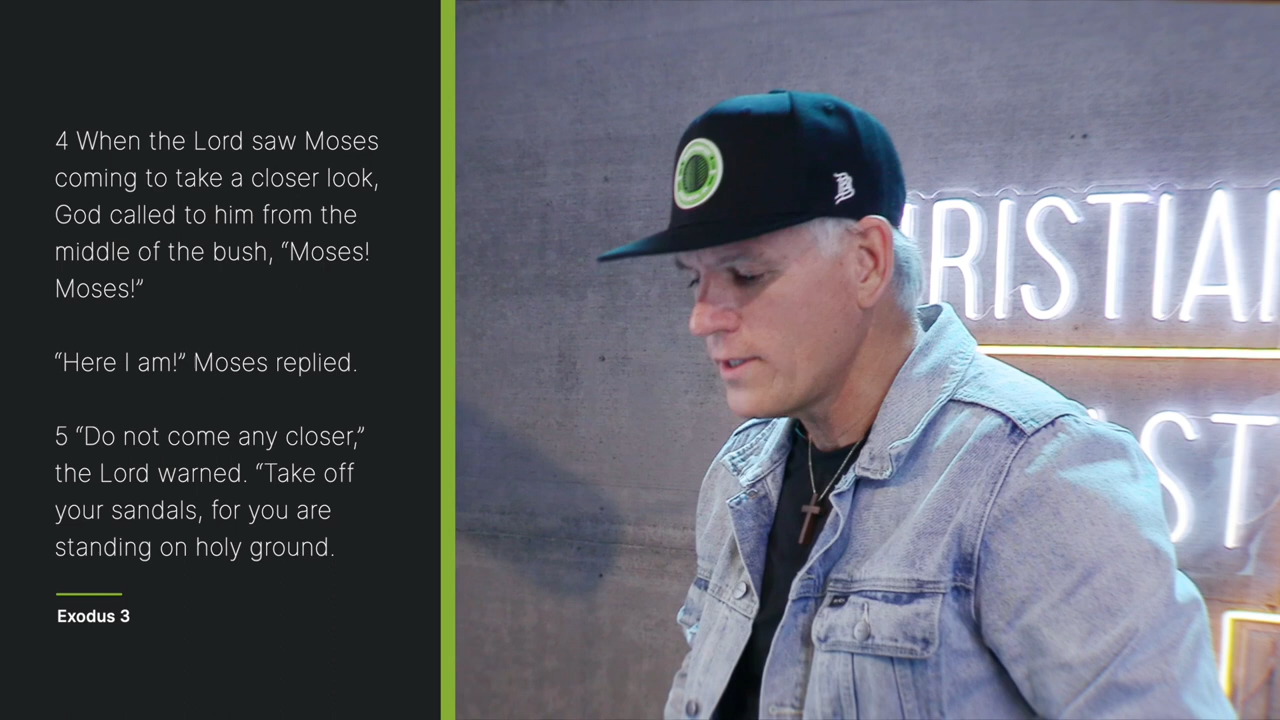 4 When the Lord saw Moses
coming to take a closer look,
God called to him from the
middle of the bush, “Moses!
Moses!”
“Here I am!” Moses replied.
5 “Do not come any closer,”
the Lord warned. “Take off
your sandals, for you are
standing on holy ground.
Exodus 3
B
RISTIA
ST